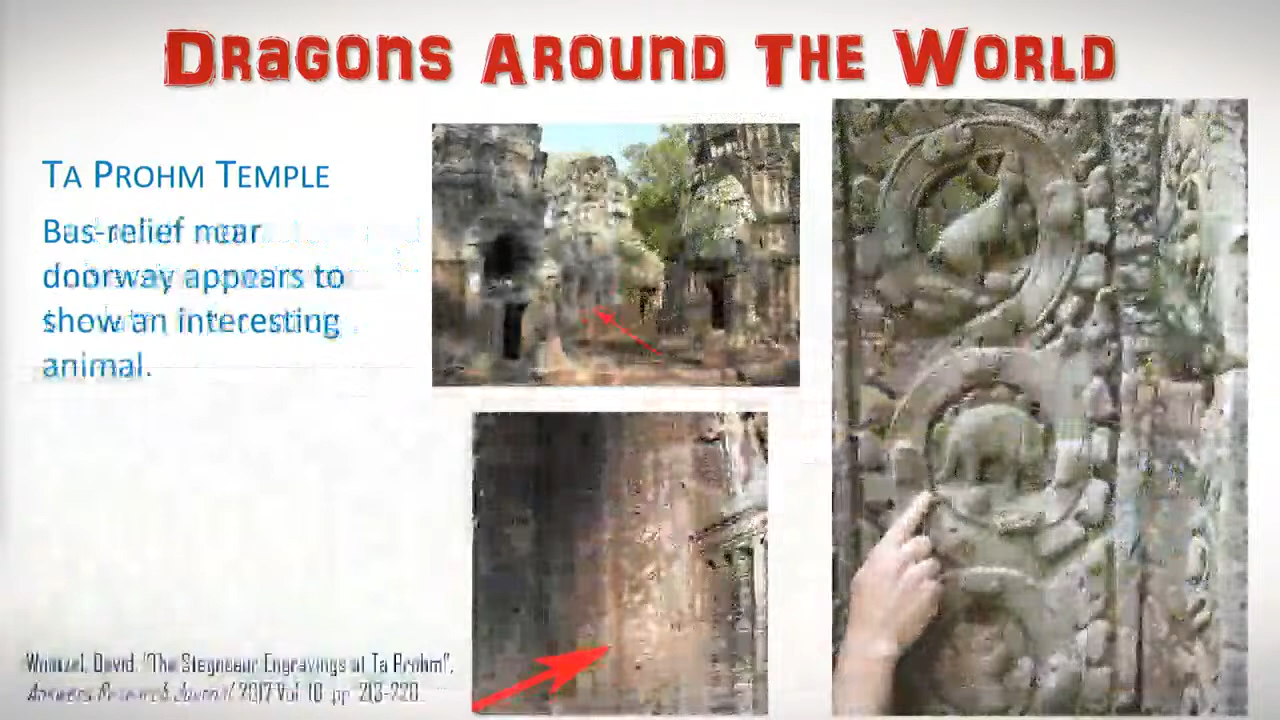 DRAGONS AROUND THE WORLD
TA PROHM TEMPLE
Bas-relief near
doorway appears to
show an interesting
animal.
David. "The Stegosaur Engravings at Ta Prohm",
Answers Research Journal 2017 Vol. 10 pp. 213-220.